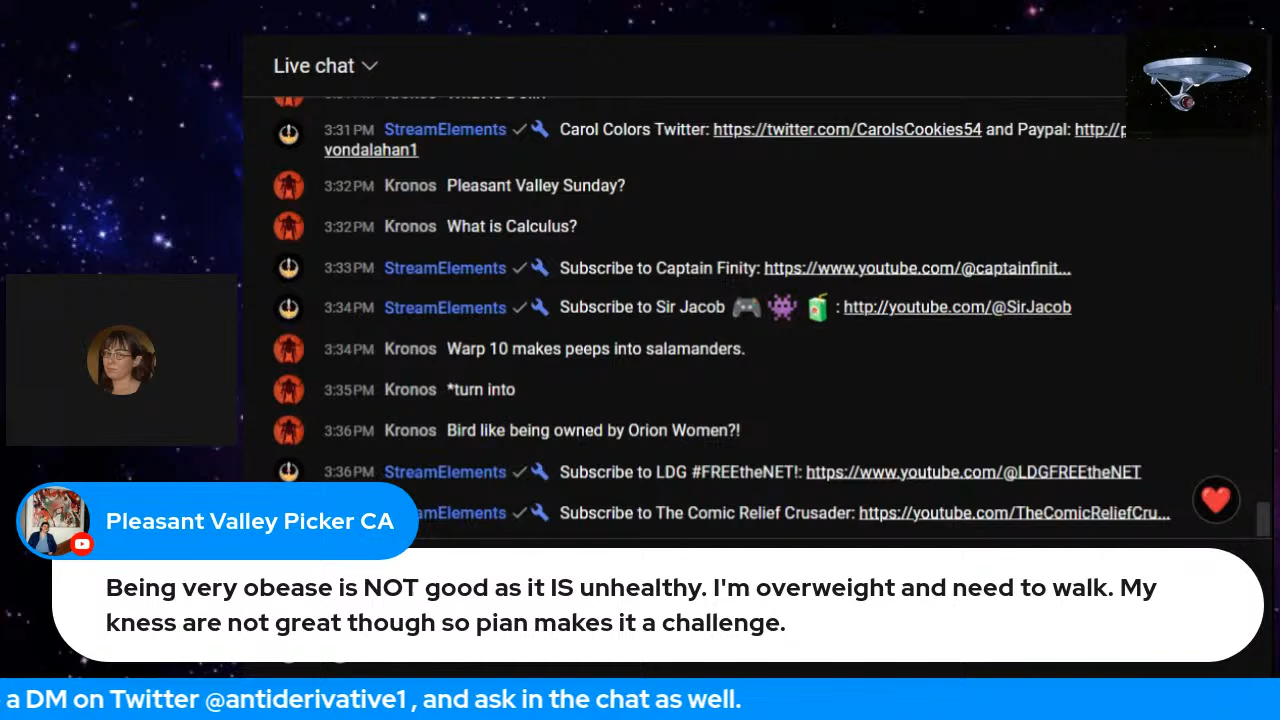 Live chat
3:31 PM StreamElements Carol Colors Twitter: https://twitter.com/CarolsCookies54 and Paypal: http://p
vondalahan1
3:32 PM Kronos Pleasant Valley Sunday?
3:32 PM Kronos What is Calculus?
3:33 PM StreamElements Subscribe to Captain Finity: https://www.youtube.com/@captainfinit...
3:34 PM StreamElements Subscribe to Sir Jacob 🎮 👾 🧃 : http://youtube.com/@SirJacob
3:34 PM Kronos Warp 10 makes peeps into salamanders.
3:35 PM Kronos *turn into
3:36 PM Kronos Bird like being owned by Orion Women?!
3:36 PM StreamElements Subscribe to LDG #FREEtheNET!: https://www.youtube.com/@LDGFREEtheNET
eamElements Subscribe to The Comic Relief Crusader: https://youtube.com/TheComicReliefCru...
Pleasant Valley Picker CA
Being very obease is NOT good as it IS unhealthy. I'm overweight and need to walk. My
kness are not great though so pian makes it a challenge.
a DM on Twitter @antiderivative1 , and ask in the chat as well.